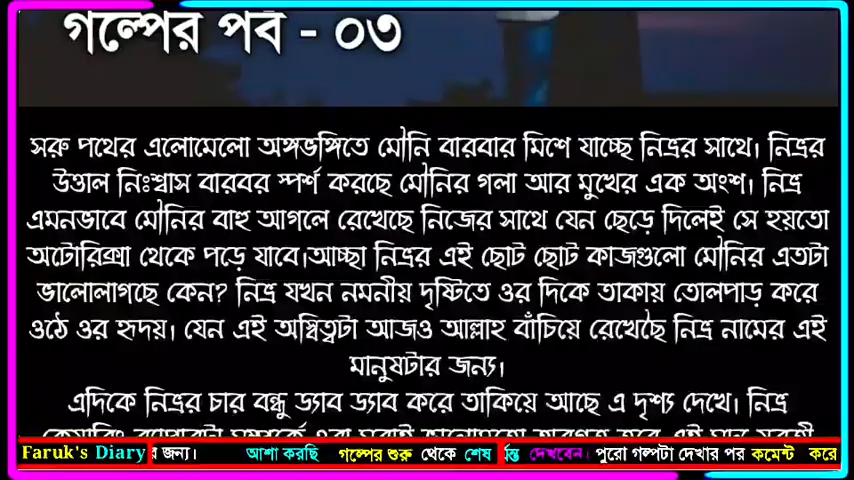 গল্পের পর্ব - ০৩
সরু পথের এলোমেলো অঙ্গভঙ্গিতে মৌনি বারবার মিশে যাচ্ছে নিভ্রর সাথে। নিভ্রর
উত্তাল নিঃশ্বাস বারবর স্পর্শ করছে মৌনির গলা আর মুখের এক অংশ। নিভ্র
এমনভাবে মৌনির বাহু আগলে রেখেছে নিজের সাথে যেন ছেড়ে দিলেই সে হয়তো
অটোরিক্সা থেকে পড়ে যাবে।আচ্ছা নিভ্রর এই ছোট ছোট কাজগুলো মৌনির এতটা
ভালোলাগছে কেন? নিভ্র যখন নমনীয় দৃষ্টিতে ওর দিকে তাকায় তোলপাড় করে
ওঠে ওর হৃদয়। যেন এই অস্বিত্বটা আজও আল্লাহ বাঁচিয়ে রেখেছৈ নিভ্র নামের এই
মানুষটার জন্য।
এদিকে নিভ্রর চার বন্ধু ড্যাব ড্যাব করে তাকিয়ে আছে এ দৃশ্য দেখে। নিভ্র
Faruk's Diary র জন্য। আশা করছি গল্পের শুরু থেকে শেষ ন্তি দেখবেন। পুরো গল্পটা দেখার পর কমেন্ট করে